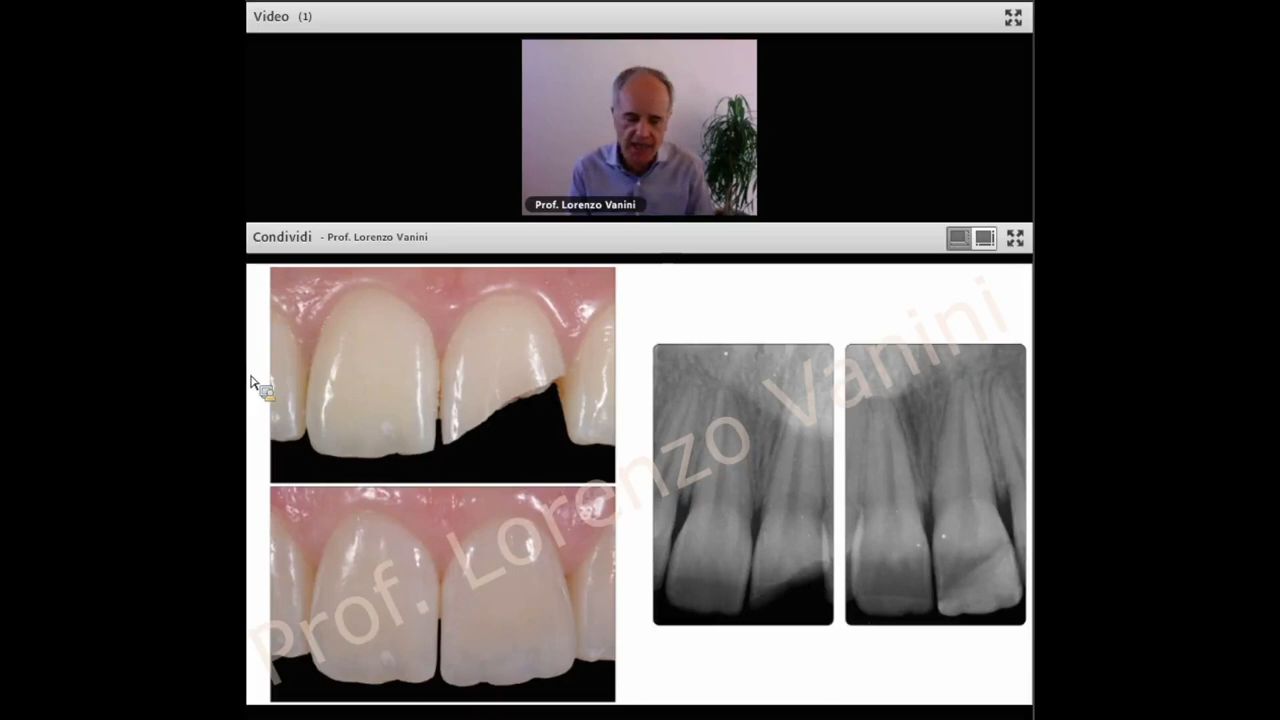 Video (1)
Prof. Lorenzo Vanini
Condividi - Prof. Lorenzo Vanini
Prof. Lorenzo Vanini